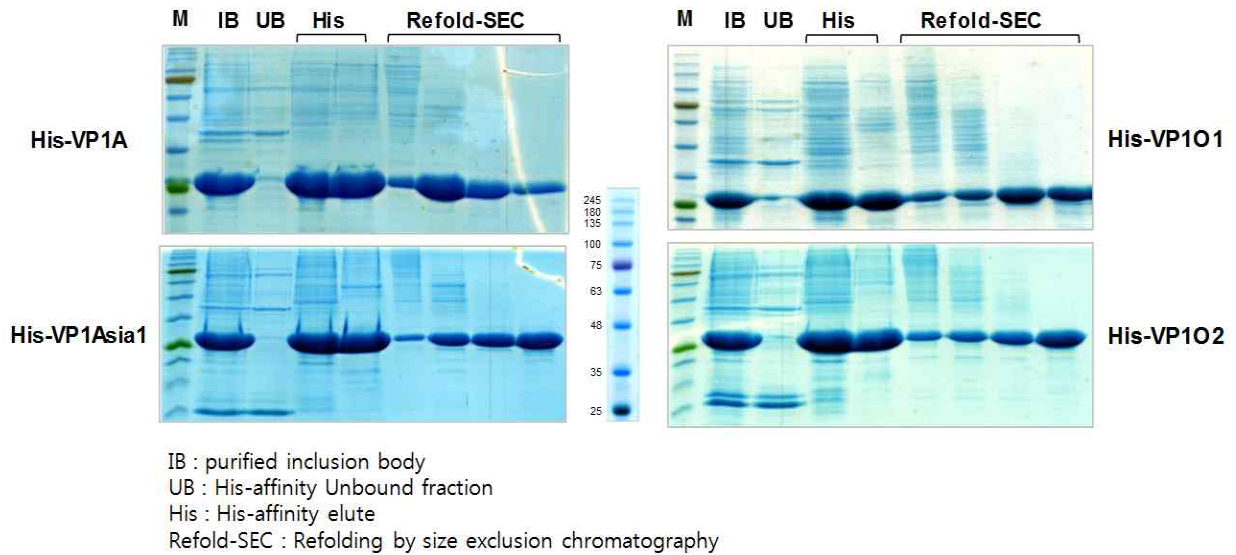 M IB UB His Refold-SEC
M IB UB His Refold-SEC
His-VP1A
His-VP1O1
245
180
135
100
75
63
48
35
25
His-VP1Asia1
His-VP1O2
IB : purified inclusion body
UB : His-affinity Unbound fraction
His : His-affinity elute
Refold-SEC : Refolding by size exclusion chromatography